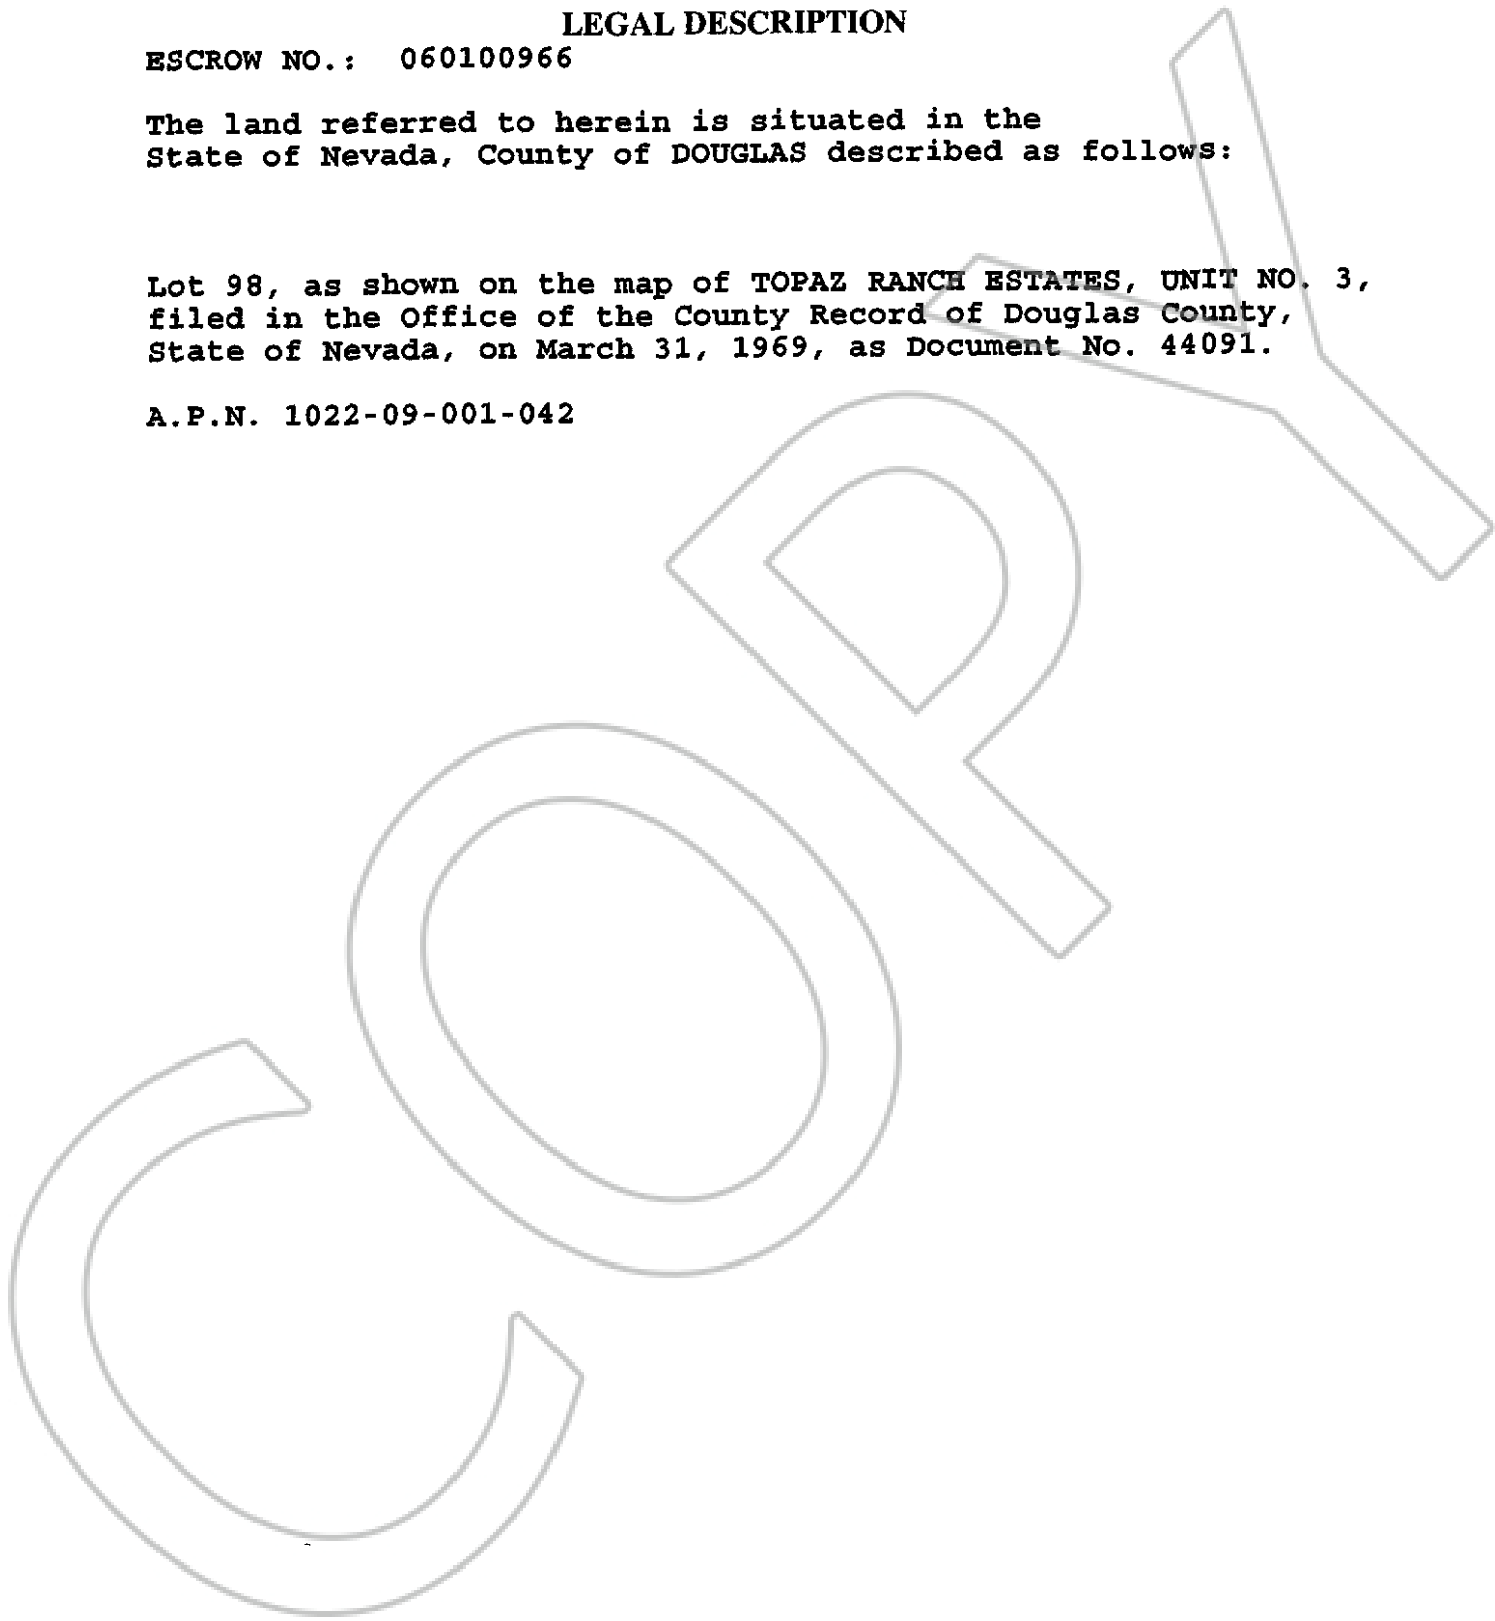 LEGAL DESCRIPTION
ESCROW NO.: 060100966
The land referred to herein is situated in the
State of Nevada, County of DOUGLAS described as follows:
Lot 98, as shown on the map of TOPAZ RANCH ESTATES, UNIT NO. 3,
filed in the Office of the County Record of Douglas County,
State of Nevada, on March 31, 1969, as Document No. 44091.
A.P.N. 1022-09-001-042
COPY